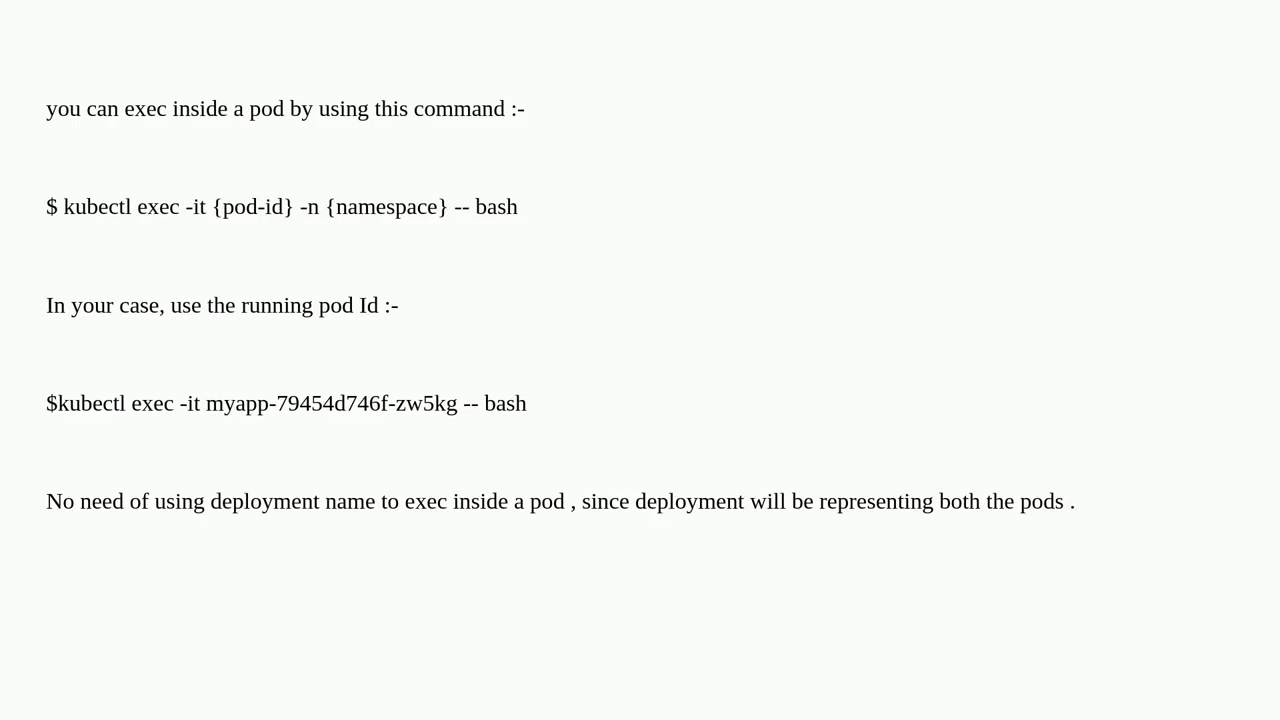 you can exec inside a pod by using this command :-
$ kubectl exec -it {pod-id} -n {namespace} -- bash
In your case, use the running pod Id :-
$kubectl exec -it myapp-79454d746f-zw5kg -- bash
No need of using deployment name to exec inside a pod , since deployment will be representing both the pods .